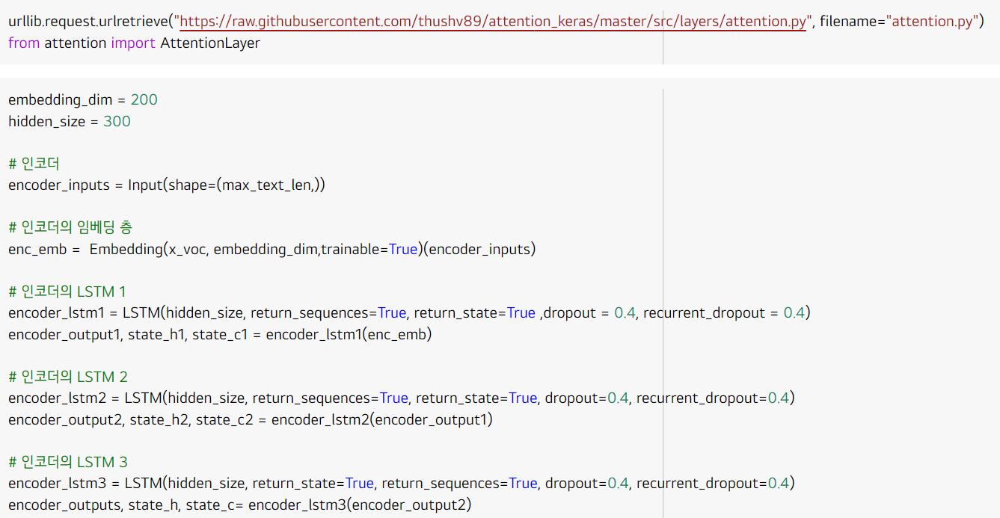 urllib.request.urlretrieve("https://raw.githubusercontent.com/thushv89/attention_keras/master/src/layers/attention.py", filename="attention.py")
from attention import AttentionLayer
embedding_dim = 200
hidden_size = 300
# 인코더
encoder_inputs = Input(shape=(max_text_len,))
# 인코더의 임베딩 층
enc_emb =  Embedding(x_voc, embedding_dim,trainable=True)(encoder_inputs)
# 인코더의 LSTM 1
encoder_lstm1 = LSTM(hidden_size, return_sequences=True, return_state=True ,dropout = 0.4, recurrent_dropout = 0.4)
encoder_output1, state_h1, state_c1 = encoder_lstm1(enc_emb)
# 인코더의 LSTM 2
encoder_lstm2 = LSTM(hidden_size, return_sequences=True, return_state=True, dropout=0.4, recurrent_dropout=0.4)
encoder_output2, state_h2, state_c2 = encoder_lstm2(encoder_output1)
# 인코더의 LSTM 3
encoder_lstm3 = LSTM(hidden_size, return_state=True, return_sequences=True, dropout=0.4, recurrent_dropout=0.4)
encoder_outputs, state_h, state_c= encoder_lstm3(encoder_output2)